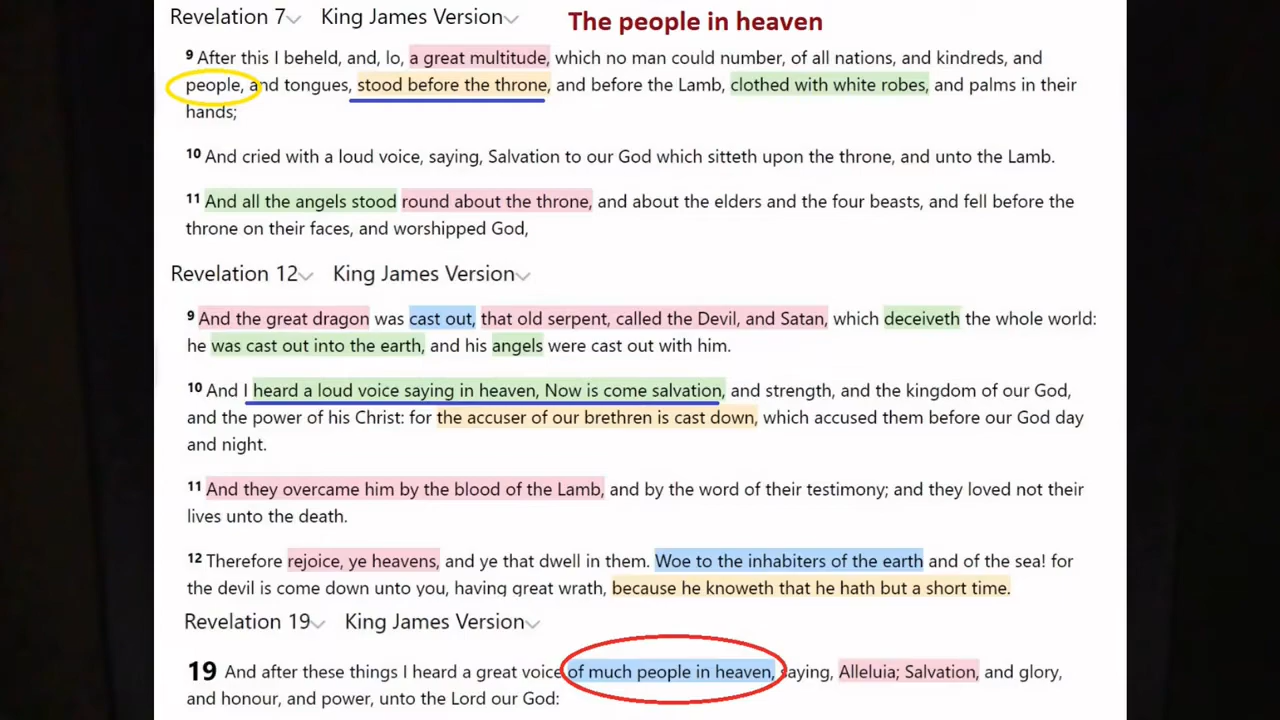 Revelation 7 King James Version The people in heaven
9 After this I beheld, and, lo, a great multitude, which no man could number, of all nations, and kindreds, and
people, and tongues, stood before the throne, and before the Lamb, clothed with white robes, and palms in their
hands;
10 And cried with a loud voice, saying, Salvation to our God which sitteth upon the throne, and unto the Lamb.
11 And all the angels stood round about the throne, and about the elders and the four beasts, and fell before the
throne on their faces, and worshipped God,
Revelation 12 King James Version
9 And the great dragon was cast out, that old serpent, called the Devil, and Satan, which deceiveth the whole world:
he was cast out into the earth, and his angels were cast out with him.
10 And I heard a loud voice saying in heaven, Now is come salvation, and strength, and the kingdom of our God,
and the power of his Christ: for the accuser of our brethren is cast down, which accused them before our God day
and night.
11 And they overcame him by the blood of the Lamb, and by the word of their testimony; and they loved not their
lives unto the death.
12 Therefore rejoice, ye heavens, and ye that dwell in them. Woe to the inhabiters of the earth and of the sea! for
the devil is come down unto you, having great wrath, because he knoweth that he hath but a short time.
Revelation 19 King James Version
19 And after these things I heard a great voice of much people in heaven, saying, Alleluia; Salvation, and glory,
and honour, and power, unto the Lord our God: